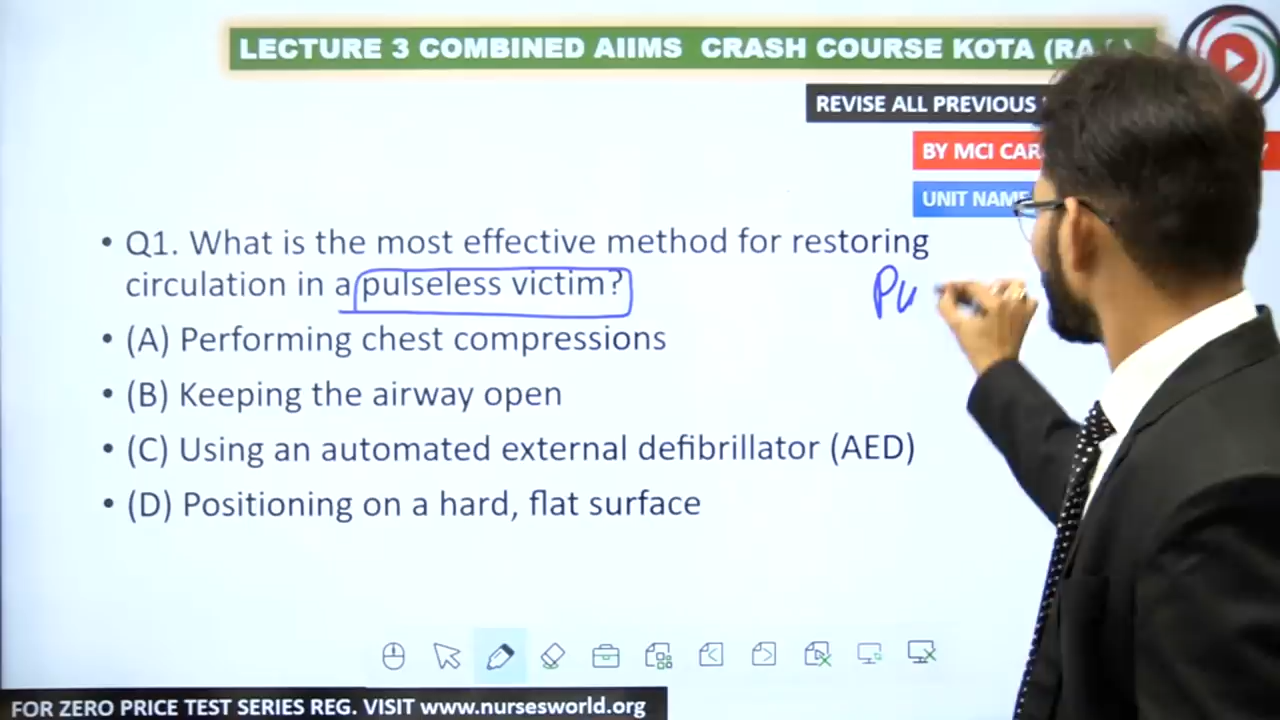 LECTURE 3 COMBINED AIIMS CRASH COURSE KOTA
REVISE ALL PREVIOUS
BY MCI
UNIT NAME
• Q1. What is the most effective method for restoring
circulation in a pulseless victim?
Pu
• (A) Performing chest compressions
• (B) Keeping the airway open
• (C) Using an automated external defibrillator (AED)
• (D) Positioning on a hard, flat surface
FOR ZERO PRICE TEST SERIES REG. VISIT www.nursesworld.org